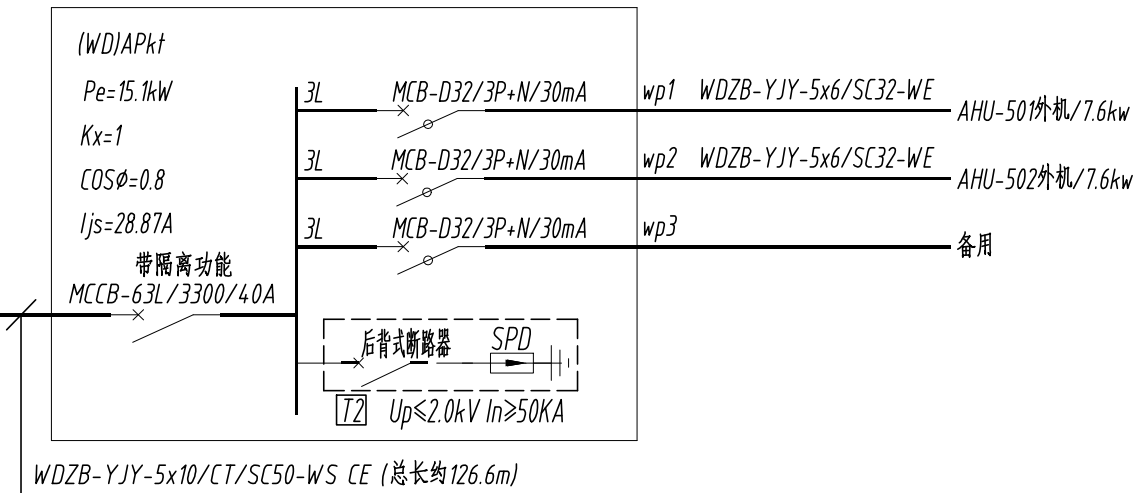 (WD)APkt
Pe=15.1kW
Kx=1
COSø=0.8
Ijs=28.87A
带隔离功能
MCCB-63L/3300/40A
3L MCB-D32/3P+N/30mA wp1 WDZB-YJY-5x6/SC32-WE AHU-501外机/7.6kw
3L MCB-D32/3P+N/30mA wp2 WDZB-YJY-5x6/SC32-WE AHU-502外机/7.6kw
3L MCB-D32/3P+N/30mA wp3 备用
后背式断路器 SPD
T2 Up≤2.0kV In≥50KA
WDZB-YJY-5x10/CT/SC50-WS CE (总长约126.6m)